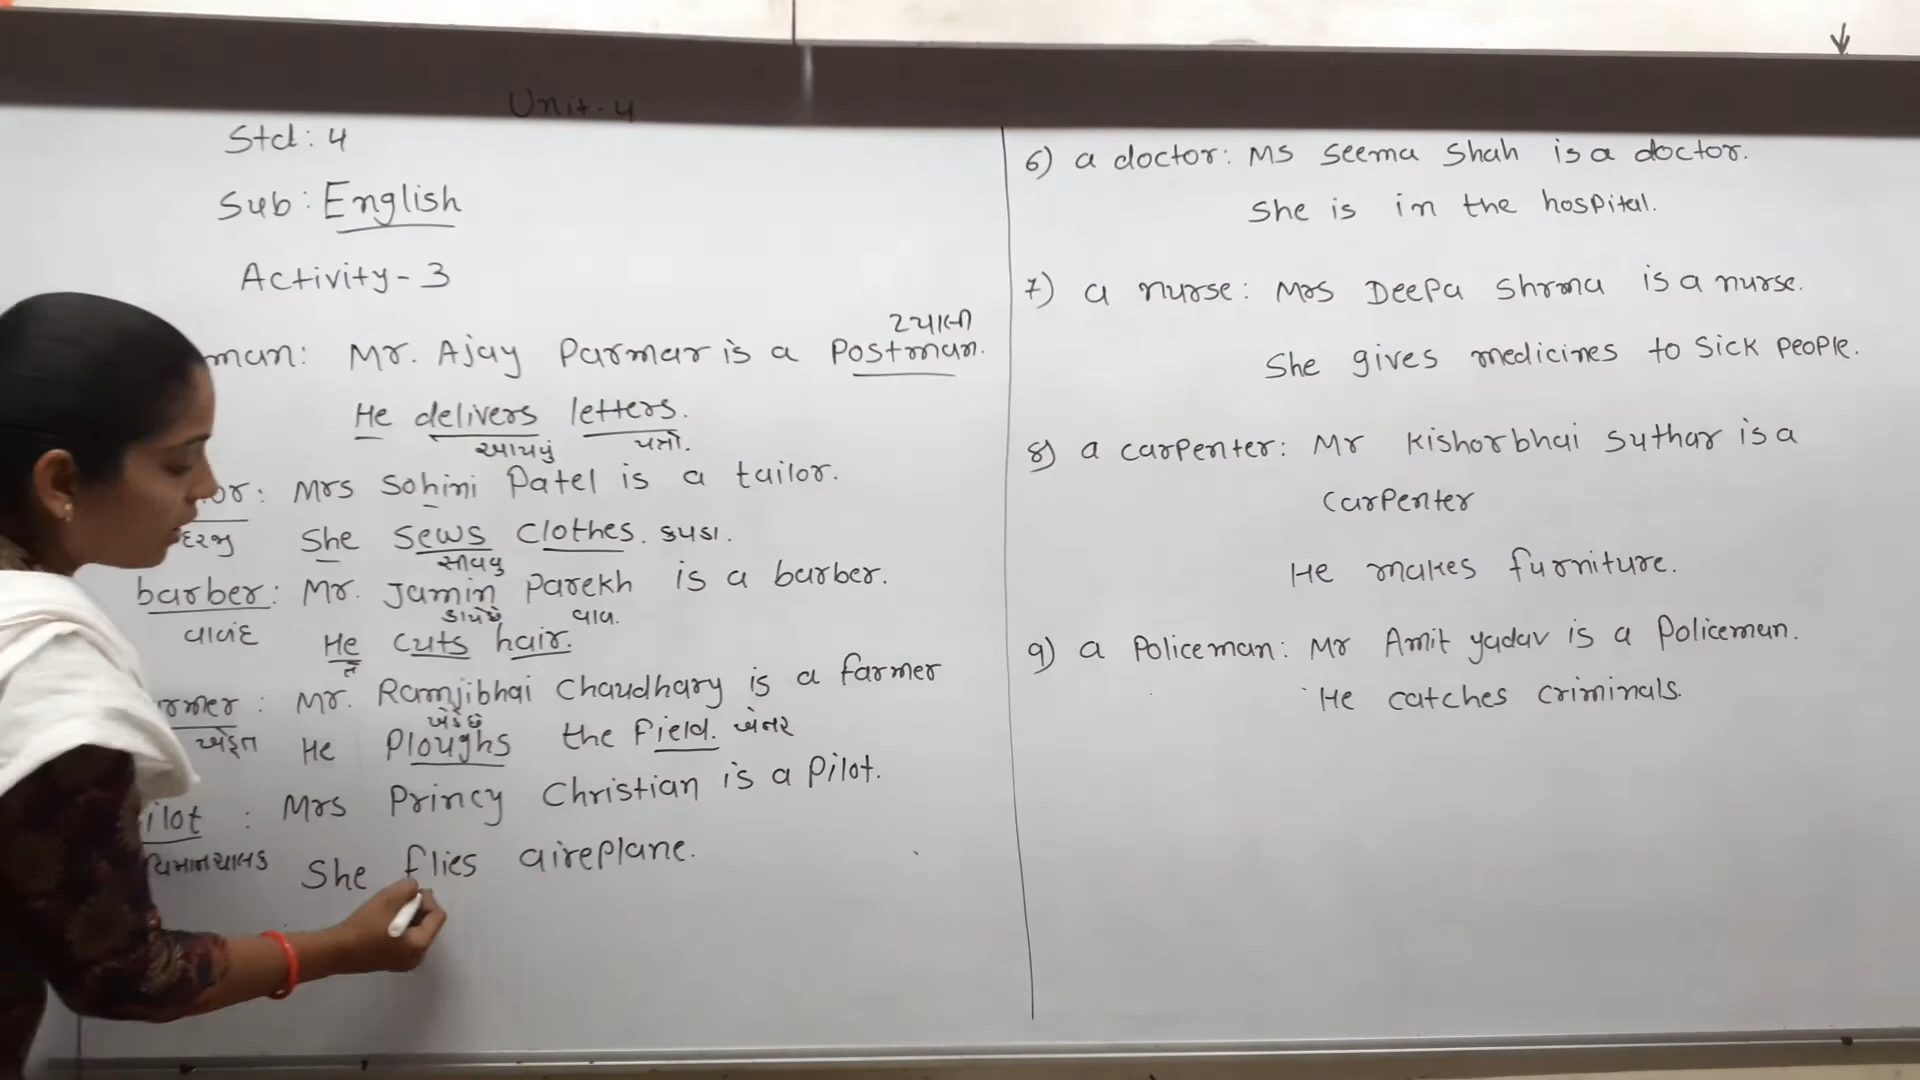 Unit-4
Std: 4
Sub: English
Activity-3
man: Mr. Ajay Parmar is a Postman.
He delivers letters.
આપવું પત્રો.
or: Mrs Sohini Patel is a tailor.
દરજી She sews clothes. કપડા.
સીવવુ
barber: Mr. Jamin Parekh is a barber.
કાપે છે વાળ.
વાળંદ He cuts hair.
તે
rmer: Mr. Ramjibhai Chaudhary is a farmer
ખેડે છે
ખેડૂત He Ploughs the field. ખેતર
ilot: Mrs Princy Christian is a Pilot.
વિમાનચાલક She flies aireplane.
6) a doctor: Ms Seema Shah is a doctor.
She is in the hospital.
7) a nurse: Mrs Deepa Shrma is a nurse.
She gives medicines to Sick people.
8) a carpenter: Mr Kishorbhai Suthar is a
Carpenter
He makes furniture.
9) a Policeman: Mr Amit yadav is a Policeman.
He catches criminals.